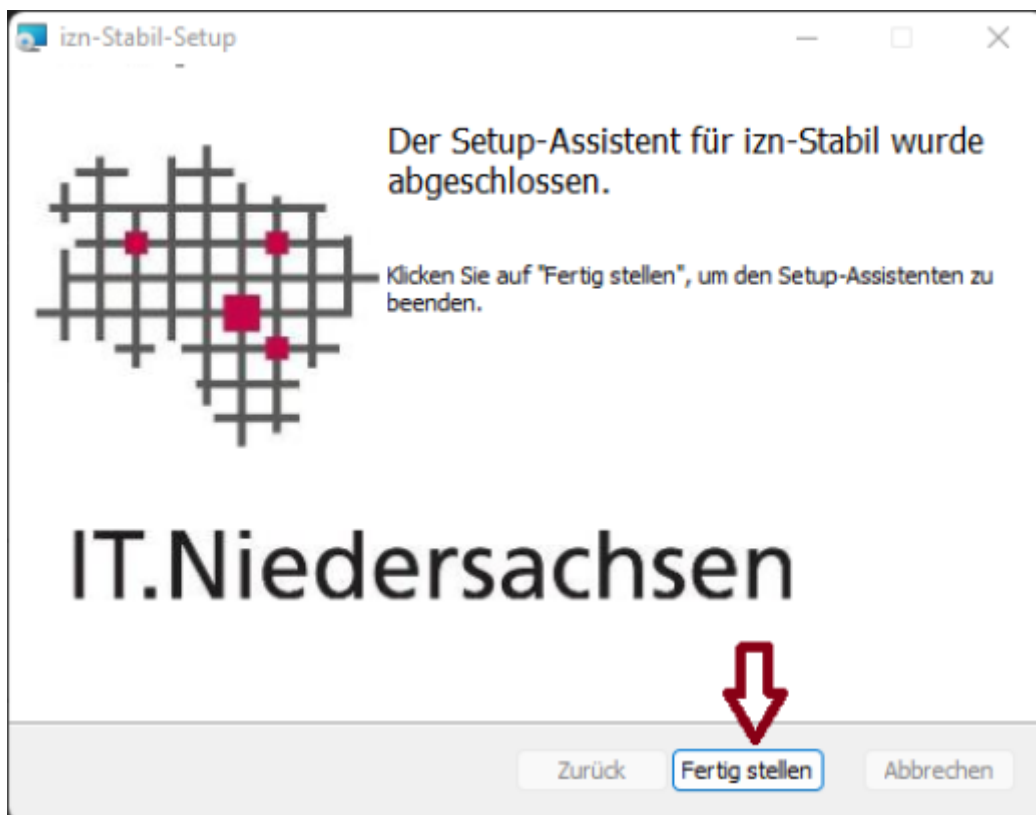 izn-Stabil-Setup
Der Setup-Assistent für izn-Stabil wurde
abgeschlossen.
Klicken Sie auf "Fertig stellen", um den Setup-Assistenten zu
beenden.
IT.Niedersachsen
Zurück
Fertig stellen
Abbrechen